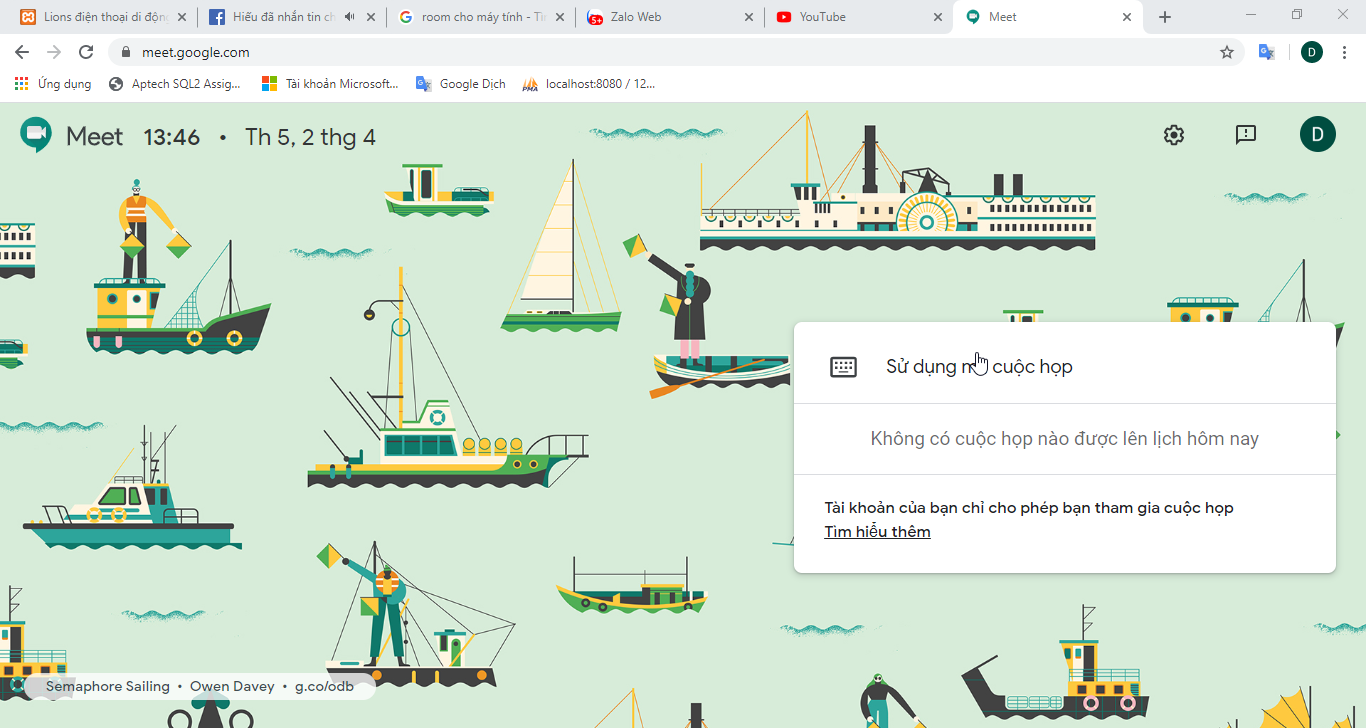 Lions điện thoại di động
Hiếu đã nhắn tin ch
room cho máy tính - Tìm
5+
Zalo Web
YouTube
Meet
meet.google.com
D
Ứng dụng
Aptech SQL2 Assig...
Tài khoản Microsoft...
Google Dịch
PMA
localhost:8080 / 12...
Meet 13:46 • Th 5, 2 thg 4
D
Sử dụng cuộc họp
Không có cuộc họp nào được lên lịch hôm nay
Tài khoản của bạn chỉ cho phép bạn tham gia cuộc họp
Tìm hiểu thêm
Semaphore Sailing • Owen Davey • g.co/odb